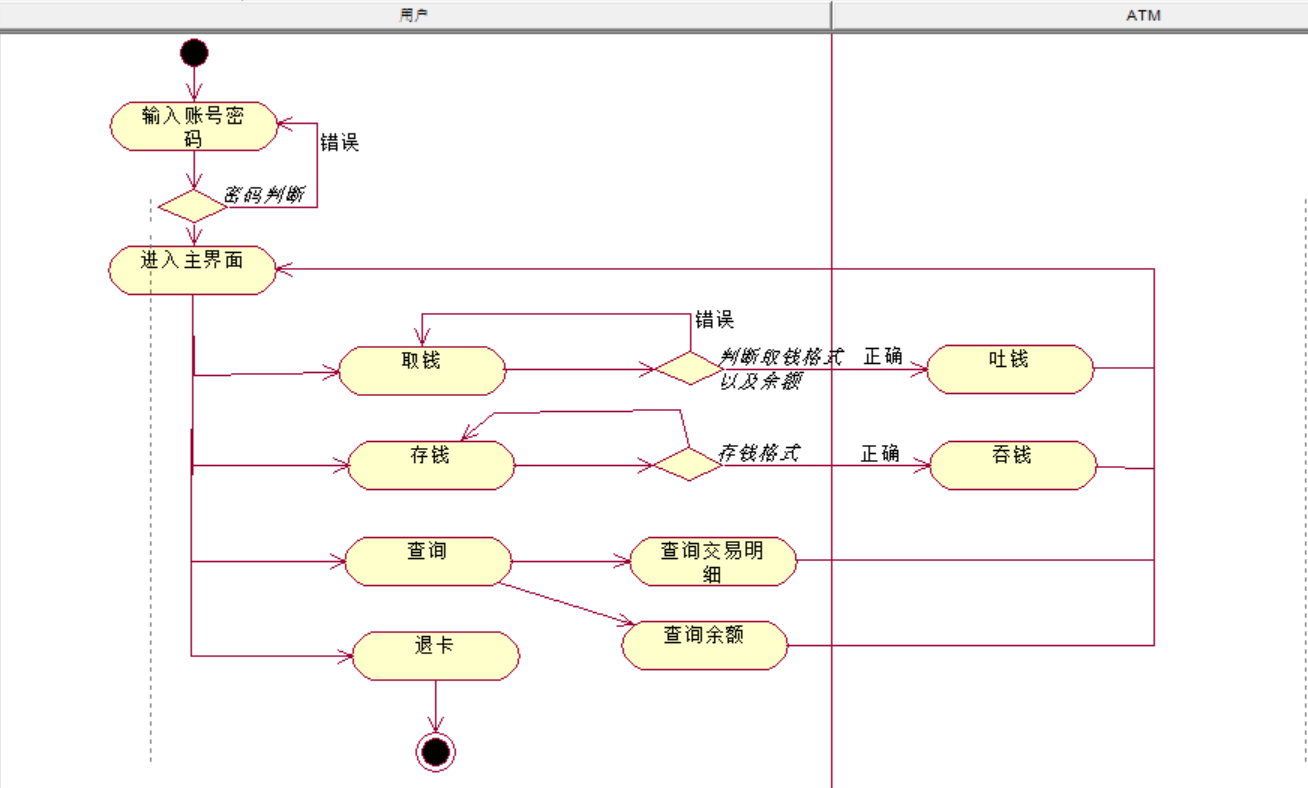 用户
ATM
输入账号密
码
错误
密码判断
进入主界面
错误
取钱
判断取钱格式
以及余额
正确
吐钱
存钱
存钱格式
正确
吞钱
查询
查询交易明
细
查询余额
退卡